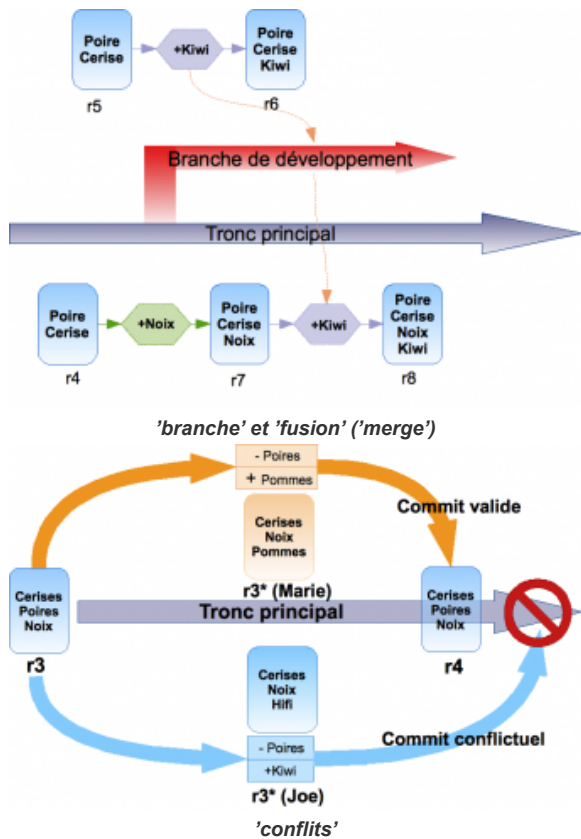 Poire
Cerise
+Kiwi
Poire
Cerise
Kiwi
r5
r6
Branche de développement
Tronc principal
Poire
Cerise
+Noix
Poire
Cerise
Noix
+Kiwi
Poire
Cerise
Noix
Kiwi
r4
r7
r8
'branche' et 'fusion' ('merge')
- Poires
+ Pommes
Commit valide
Cerises
Noix
Pommes
r3* (Marie)
Cerises
Poires
Noix
Tronc principal
Cerises
Poires
Noix
r3
r4
Cerises
Noix
Hifi
Commit conflictuel
- Poires
+Kiwi
r3* (Joe)
'conflits'